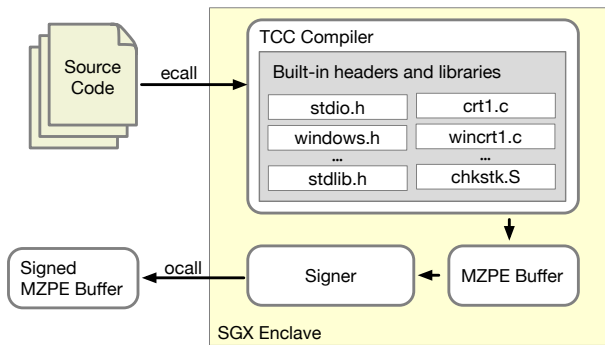 TCC Compiler
Source
Code
ecall
Built-in headers and libraries
stdio.h
crt1.c
windows.h
wincrt1.c
...
...
stdlib.h
chkstk.S
Signed
MZPE Buffer
ocall
Signer
MZPE Buffer
SGX Enclave